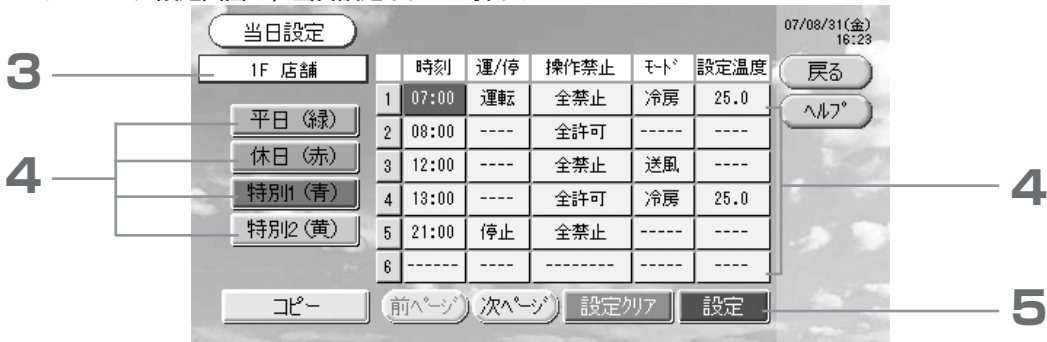 当日設定
07/08/31(金)
16:23
3
1F 店舗
時刻 運/停 操作禁止 ﾓｰﾄﾞ 設定温度
戻る
1 07:00 運転 全禁止 冷房 25.0
ﾍﾙﾌﾟ
平日 (緑)
2 08:00 ---- 全許可 ----- ----
4
休日 (赤)
3 12:00 ---- 全禁止 送風 ----
特別1 (青)
4 13:00 ---- 全許可 冷房 25.0
4
特別2 (黄)
5 21:00 停止 全禁止 ----- ----
6 ------ ---- -------- ----- ----
コピー 前ﾍﾟｰｼﾞ 次ﾍﾟｰｼﾞ 設定ｸﾘｱ 設定
5